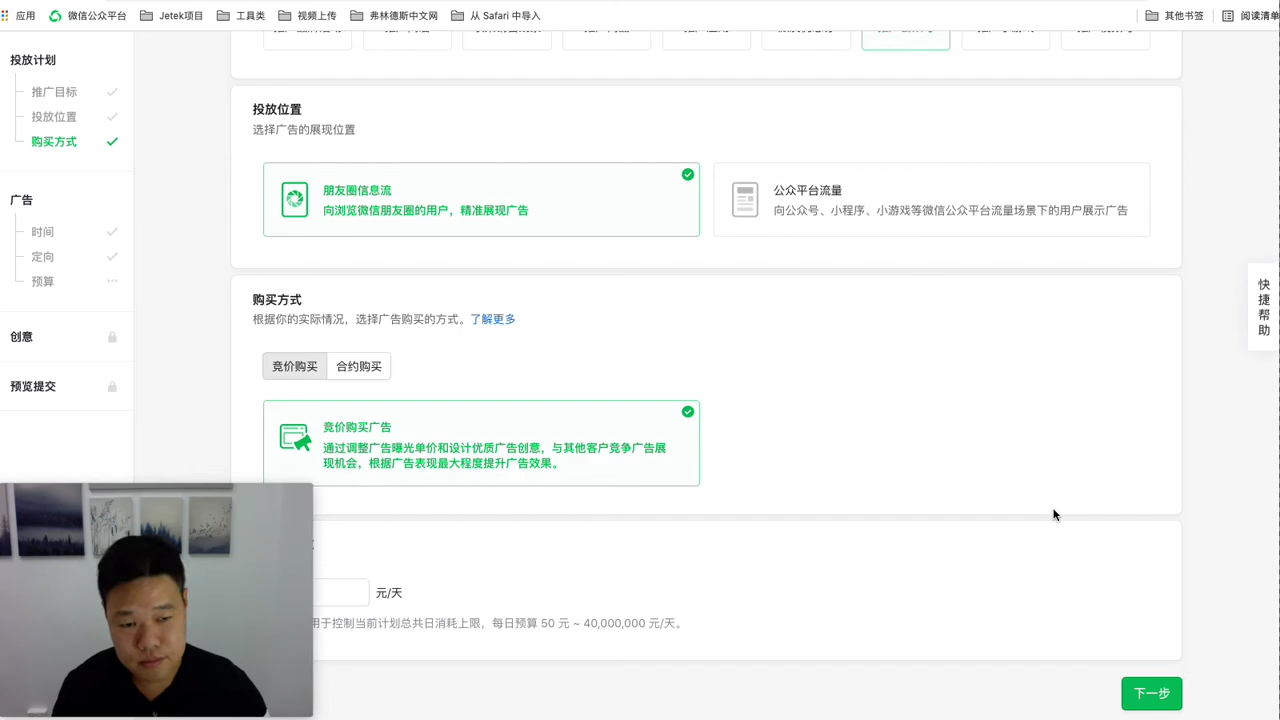 应用
微信公众平台
Jetek项目
工具类
视频上传
弗林德斯中文网
从 Safari 中导入
其他书签
阅读清单
投放计划
推广目标
投放位置
购买方式
广告
时间
定向
预算
创意
预览提交
投放位置
选择广告的展现位置
朋友圈信息流
向浏览微信朋友圈的用户，精准展现广告
公众平台流量
向公众号、小程序、小游戏等微信公众平台流量场景下的用户展示广告
购买方式
根据你的实际情况，选择广告购买的方式。了解更多
竞价购买
合约购买
竞价购买广告
通过调整广告曝光单价和设计优质广告创意，与其他客户竞争广告展
现机会，根据广告表现最大程度提升广告效果。
元/天
用于控制当前计划总共日消耗上限，每日预算 50 元 ~ 40,000,000 元/天。
下一步
快捷帮助